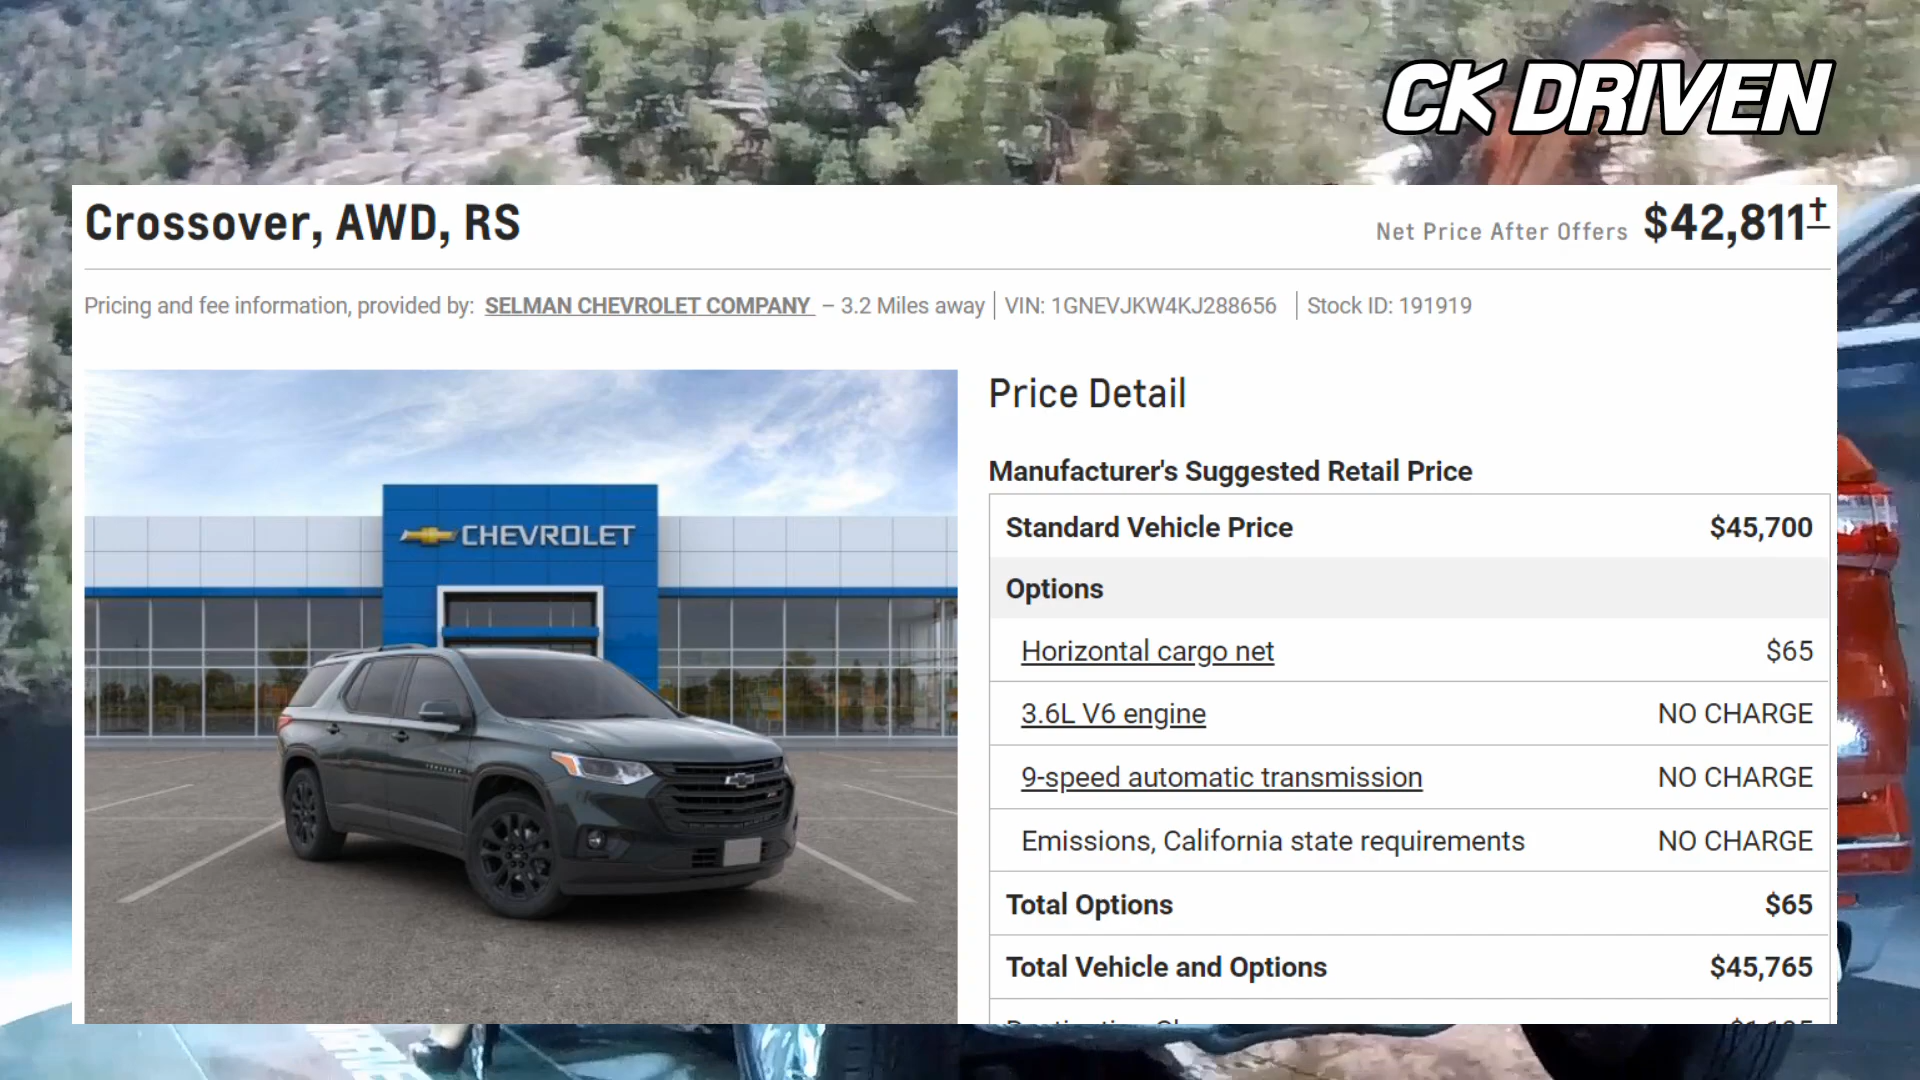 CK DRIVEN
Crossover, AWD, RS
Net Price After Offers $42,811†
Pricing and fee information, provided by: SELMAN CHEVROLET COMPANY – 3.2 Miles away | VIN: 1GNEVJKW4KJ288656 | Stock ID: 191919
CHEVROLET
Price Detail
Manufacturer's Suggested Retail Price
Standard Vehicle Price $45,700
Options
Horizontal cargo net $65
3.6L V6 engine NO CHARGE
9-speed automatic transmission NO CHARGE
Emissions, California state requirements NO CHARGE
Total Options $65
Total Vehicle and Options $45,765